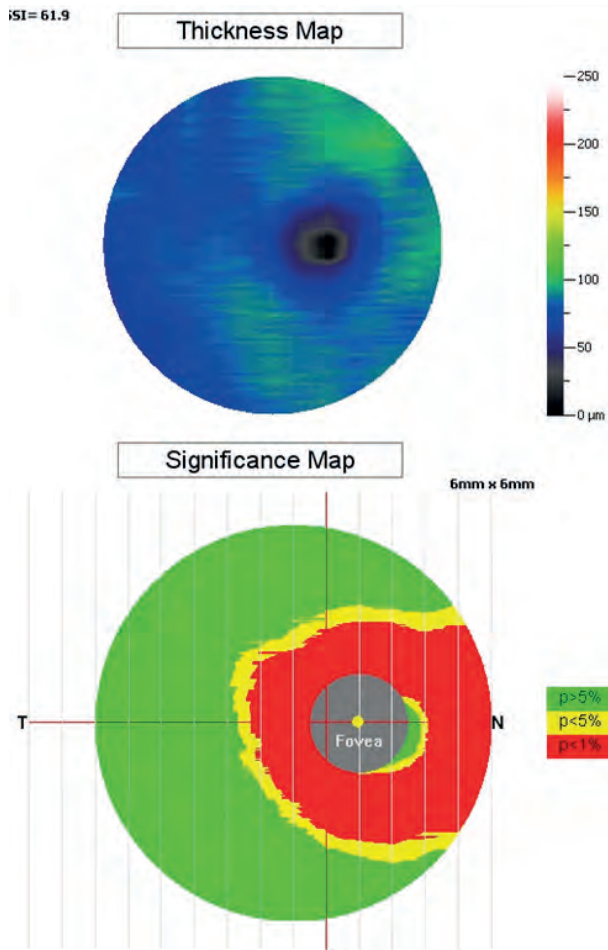 SSI= 61.9
Thickness Map
250
200
150
100
50
0 µm
Significance Map
6mm x 6mm
T
N
Fovea
p>5%
p<5%
p<1%